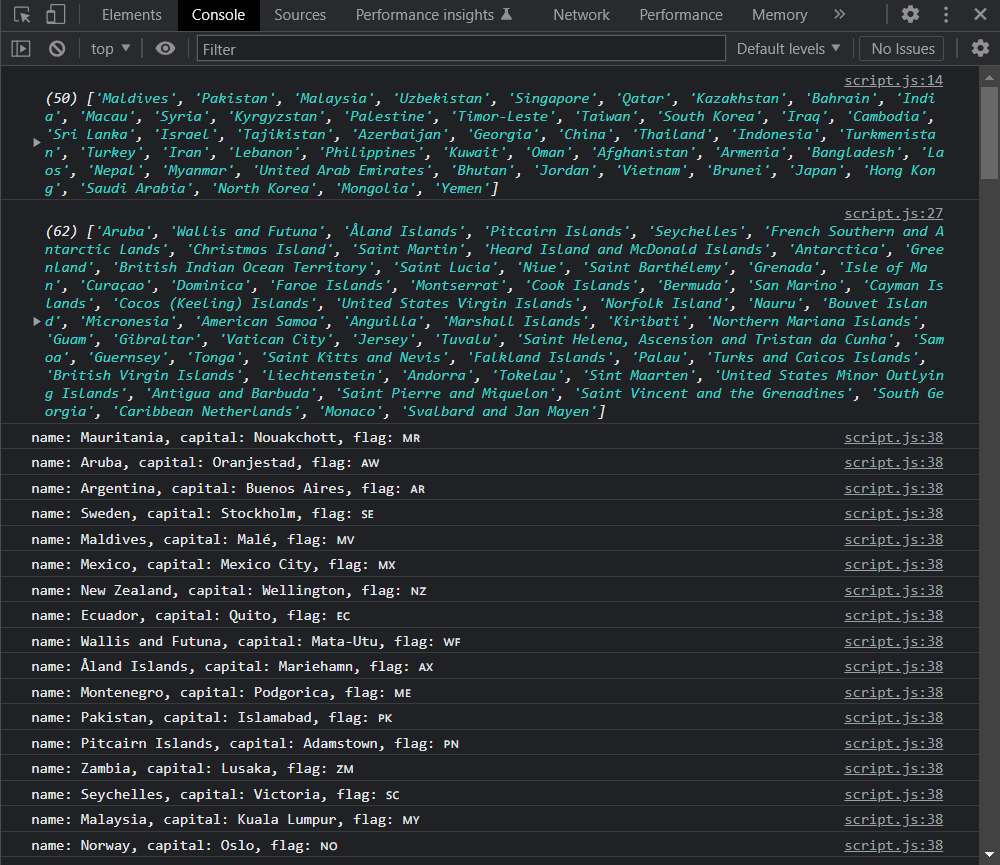 Elements Console Sources Performance insights Network Performance Memory »
top ▼ Filter Default levels ▼ No Issues
script.js:14
(50) ['Maldives', 'Pakistan', 'Malaysia', 'Uzbekistan', 'Singapore', 'Qatar', 'Kazakhstan', 'Bahrain', 'Indi
a', 'Macau', 'Syria', 'Kyrgyzstan', 'Palestine', 'Timor-Leste', 'Taiwan', 'South Korea', 'Iraq', 'Cambodia',
'Sri Lanka', 'Israel', 'Tajikistan', 'Azerbaijan', 'Georgia', 'China', 'Thailand', 'Indonesia', 'Turkmenista
n', 'Turkey', 'Iran', 'Lebanon', 'Philippines', 'Kuwait', 'Oman', 'Afghanistan', 'Armenia', 'Bangladesh', 'La
os', 'Nepal', 'Myanmar', 'United Arab Emirates', 'Bhutan', 'Jordan', 'Vietnam', 'Brunei', 'Japan', 'Hong Kon
g', 'Saudi Arabia', 'North Korea', 'Mongolia', 'Yemen']
script.js:27
(62) ['Aruba', 'Wallis and Futuna', 'Åland Islands', 'Pitcairn Islands', 'Seychelles', 'French Southern and A
ntarctic Lands', 'Christmas Island', 'Saint Martin', 'Heard Island and McDonald Islands', 'Antarctica', 'Gree
nland', 'British Indian Ocean Territory', 'Saint Lucia', 'Niue', 'Saint Barthélemy', 'Grenada', 'Isle of Ma
n', 'Curaçao', 'Dominica', 'Faroe Islands', 'Montserrat', 'Cook Islands', 'Bermuda', 'San Marino', 'Cayman Is
lands', 'Cocos (Keeling) Islands', 'United States Virgin Islands', 'Norfolk Island', 'Nauru', 'Bouvet Islan
d', 'Micronesia', 'American Samoa', 'Anguilla', 'Marshall Islands', 'Kiribati', 'Northern Mariana Islands',
'Guam', 'Gibraltar', 'Vatican City', 'Jersey', 'Tuvalu', 'Saint Helena, Ascension and Tristan da Cunha', 'Sam
oa', 'Guernsey', 'Tonga', 'Saint Kitts and Nevis', 'Falkland Islands', 'Palau', 'Turks and Caicos Islands',
'British Virgin Islands', 'Liechtenstein', 'Andorra', 'Tokelau', 'Sint Maarten', 'United States Minor Outlyin
g Islands', 'Antigua and Barbuda', 'Saint Pierre and Miquelon', 'Saint Vincent and the Grenadines', 'South Ge
orgia', 'Caribbean Netherlands', 'Monaco', 'Svalbard and Jan Mayen']
name: Mauritania, capital: Nouakchott, flag: MR script.js:38
name: Aruba, capital: Oranjestad, flag: AW script.js:38
name: Argentina, capital: Buenos Aires, flag: AR script.js:38
name: Sweden, capital: Stockholm, flag: SE script.js:38
name: Maldives, capital: Malé, flag: MV script.js:38
name: Mexico, capital: Mexico City, flag: MX script.js:38
name: New Zealand, capital: Wellington, flag: NZ script.js:38
name: Ecuador, capital: Quito, flag: EC script.js:38
name: Wallis and Futuna, capital: Mata-Utu, flag: WF script.js:38
name: Åland Islands, capital: Mariehamn, flag: AX script.js:38
name: Montenegro, capital: Podgorica, flag: ME script.js:38
name: Pakistan, capital: Islamabad, flag: PK script.js:38
name: Pitcairn Islands, capital: Adamstown, flag: PN script.js:38
name: Zambia, capital: Lusaka, flag: ZM script.js:38
name: Seychelles, capital: Victoria, flag: SC script.js:38
name: Malaysia, capital: Kuala Lumpur, flag: MY script.js:38
name: Norway, capital: Oslo, flag: NO script.js:38